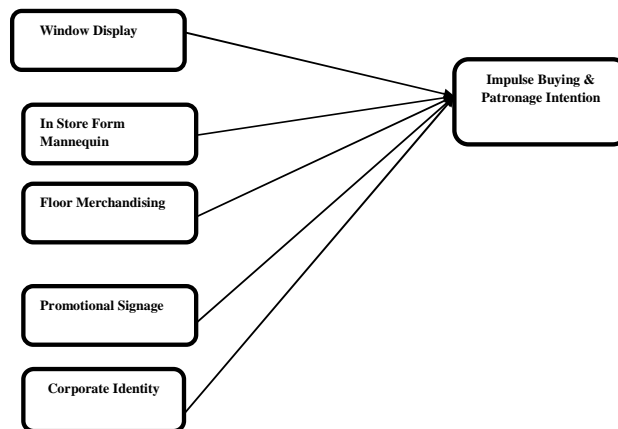 Window Display
Impulse Buying &
Patronage Intention
In Store Form
Mannequin
Floor Merchandising
Promotional Signage
Corporate Identity